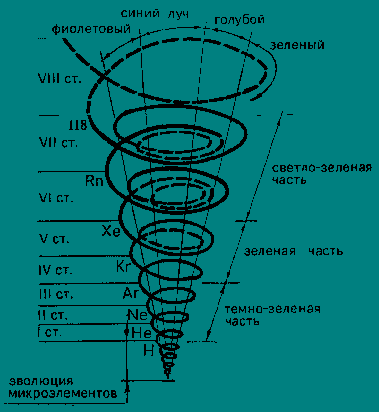 синий луч
фиолетовый
голубой
зеленый
VIII ст.
118
VII ст.
светло-зеленая
часть
Rn
VI ст.
Xe
V ст.
зеленая часть
Kr
IV ст.
Ar
III ст.
темно-зеленая
часть
Ne
II ст.
He
I ст.
H
эволюция
микроэлементов